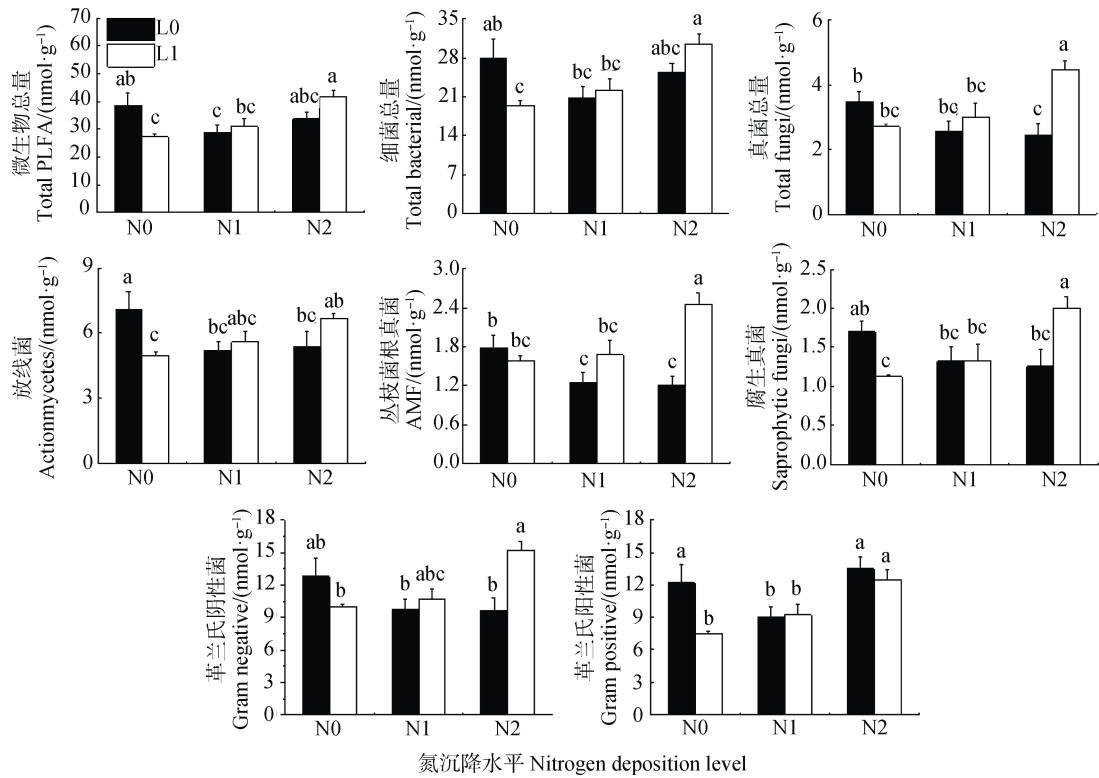 L0
L1
微生物总量
Total PLFA/(nmol·g⁻¹)
70
60
50
40
30
20
10
0
ab
c
c
bc
abc
a
N0 N1 N2
细菌总量
Total bacterial/(nmol·g⁻¹)
35
28
21
14
7
0
ab
c
bc
bc
abc
a
N0 N1 N2
真菌总量
Total fungi/(nmol·g⁻¹)
6
4
2
0
b
bc
bc
bc
c
a
N0 N1 N2
放线菌
Actionmycetes/(nmol·g⁻¹)
9
6
3
0
a
c
bc
abc
bc
ab
N0 N1 N2
丛枝菌根真菌
AMF/(nmol·g⁻¹)
3.0
2.4
1.8
1.2
0.6
0.0
b
bc
c
bc
c
a
N0 N1 N2
腐生真菌
Saprophytic fungi/(nmol·g⁻¹)
2.5
2.0
1.5
1.0
0.5
0.0
ab
c
bc
bc
bc
a
N0 N1 N2
革兰氏阴性菌
Gram negative/(nmol·g⁻¹)
18
15
12
9
6
3
0
ab
b
b
abc
b
a
N0 N1 N2
革兰氏阳性菌
Gram positive/(nmol·g⁻¹)
18
15
12
9
6
3
0
a
b
b
b
a
a
N0 N1 N2
氮沉降水平 Nitrogen deposition level